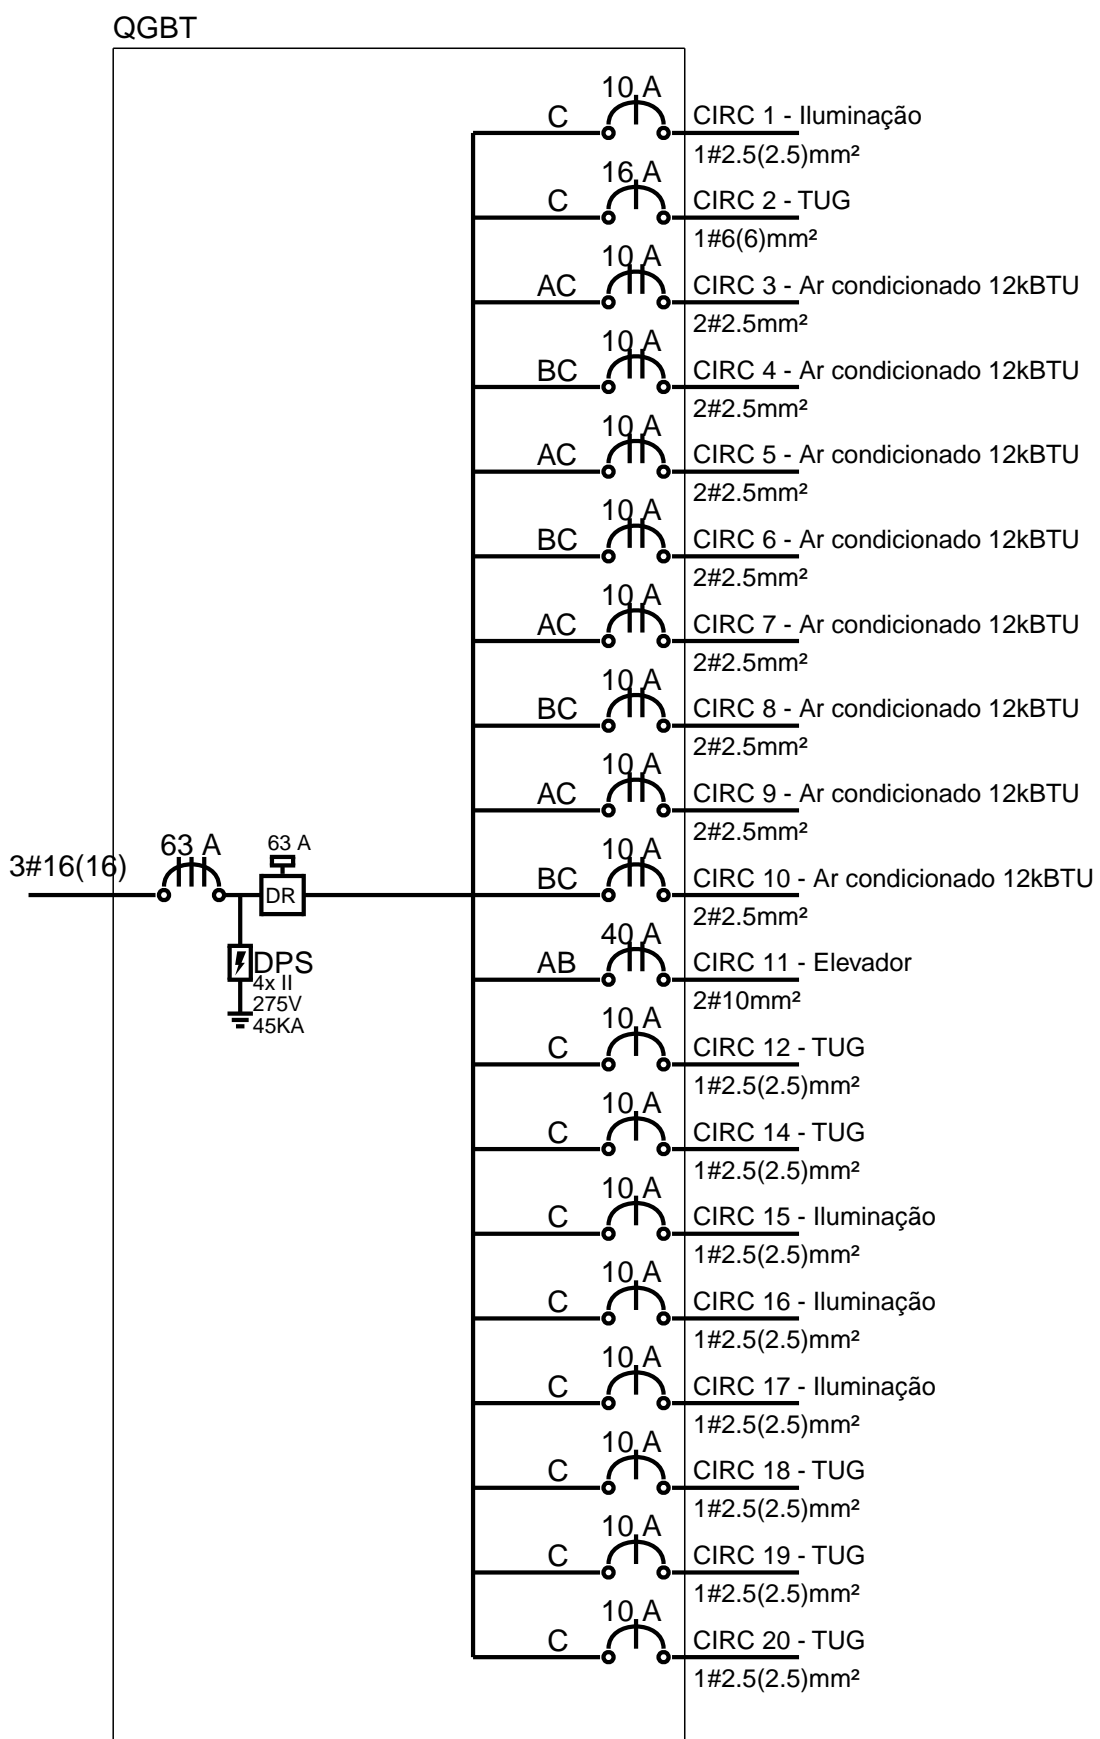 QGBT
10 A
C
CIRC 1 - Iluminação
1#2.5(2.5)mm²
16 A
C
CIRC 2 - TUG
1#6(6)mm²
10 A
AC
CIRC 3 - Ar condicionado 12kBTU
2#2.5mm²
10 A
BC
CIRC 4 - Ar condicionado 12kBTU
2#2.5mm²
10 A
AC
CIRC 5 - Ar condicionado 12kBTU
2#2.5mm²
10 A
BC
CIRC 6 - Ar condicionado 12kBTU
2#2.5mm²
10 A
AC
CIRC 7 - Ar condicionado 12kBTU
2#2.5mm²
10 A
BC
CIRC 8 - Ar condicionado 12kBTU
2#2.5mm²
10 A
AC
CIRC 9 - Ar condicionado 12kBTU
2#2.5mm²
3#16(16)
63 A
63 A
DR
10 A
BC
CIRC 10 - Ar condicionado 12kBTU
2#2.5mm²
DPS
4x II
275V
45KA
40 A
AB
CIRC 11 - Elevador
2#10mm²
10 A
C
CIRC 12 - TUG
1#2.5(2.5)mm²
10 A
C
CIRC 14 - TUG
1#2.5(2.5)mm²
10 A
C
CIRC 15 - Iluminação
1#2.5(2.5)mm²
10 A
C
CIRC 16 - Iluminação
1#2.5(2.5)mm²
10 A
C
CIRC 17 - Iluminação
1#2.5(2.5)mm²
10 A
C
CIRC 18 - TUG
1#2.5(2.5)mm²
10 A
C
CIRC 19 - TUG
1#2.5(2.5)mm²
10 A
C
CIRC 20 - TUG
1#2.5(2.5)mm²